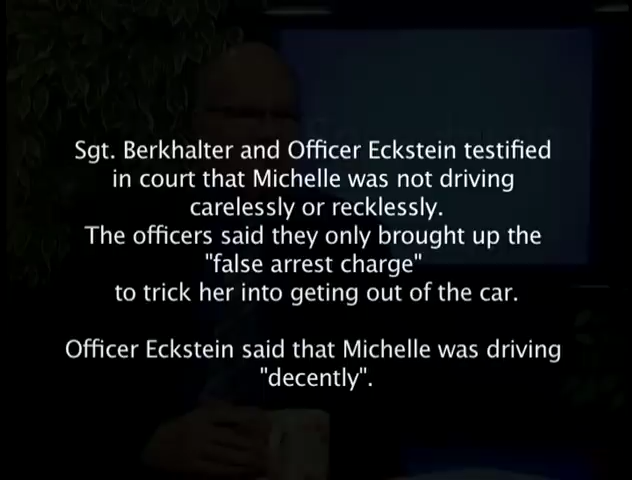 Sgt. Berkhalter and Officer Eckstein testified
in court that Michelle was not driving
carelessly or recklessly.
The officers said they only brought up the
"false arrest charge"
to trick her into geting out of the car.
Officer Eckstein said that Michelle was driving
"decently".